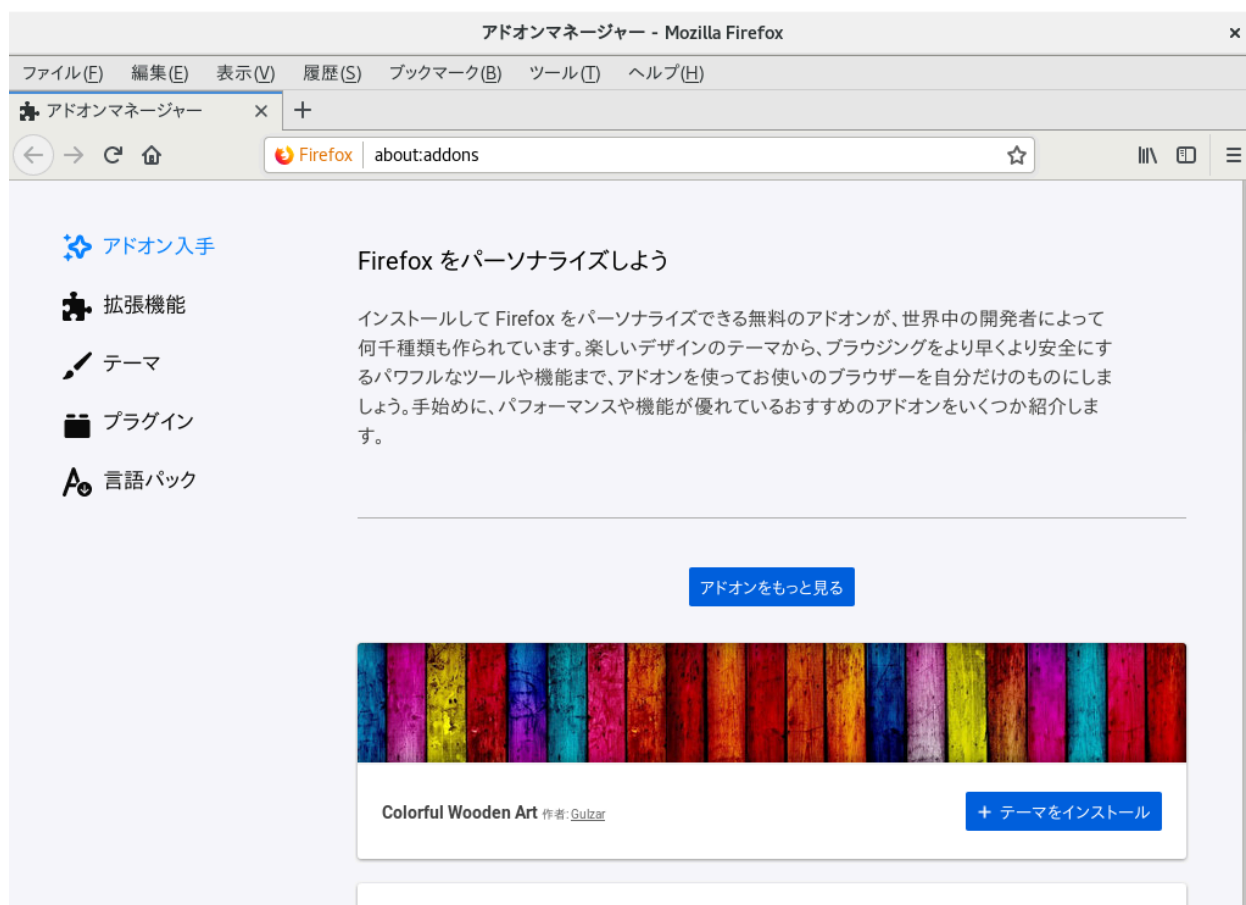 アドオンマネージャー - Mozilla Firefox
ファイル(F) 編集(E) 表示(V) 履歴(S) ブックマーク(B) ツール(T) ヘルプ(H)
アドオンマネージャー
Firefox about:addons
アドオン入手
拡張機能
テーマ
プラグイン
言語パック
Firefox をパーソナライズしよう
インストールして Firefox をパーソナライズできる無料のアドオンが、世界中の開発者によって
何千種類も作られています。楽しいデザインのテーマから、ブラウジングをより早くより安全にす
るパワフルなツールや機能まで、アドオンを使ってお使いのブラウザーを自分だけのものにしま
しょう。手始めに、パフォーマンスや機能が優れているおすすめのアドオンをいくつか紹介しま
す。
アドオンをもっと見る
Colorful Wooden Art 作者: Gulzar
+ テーマをインストール